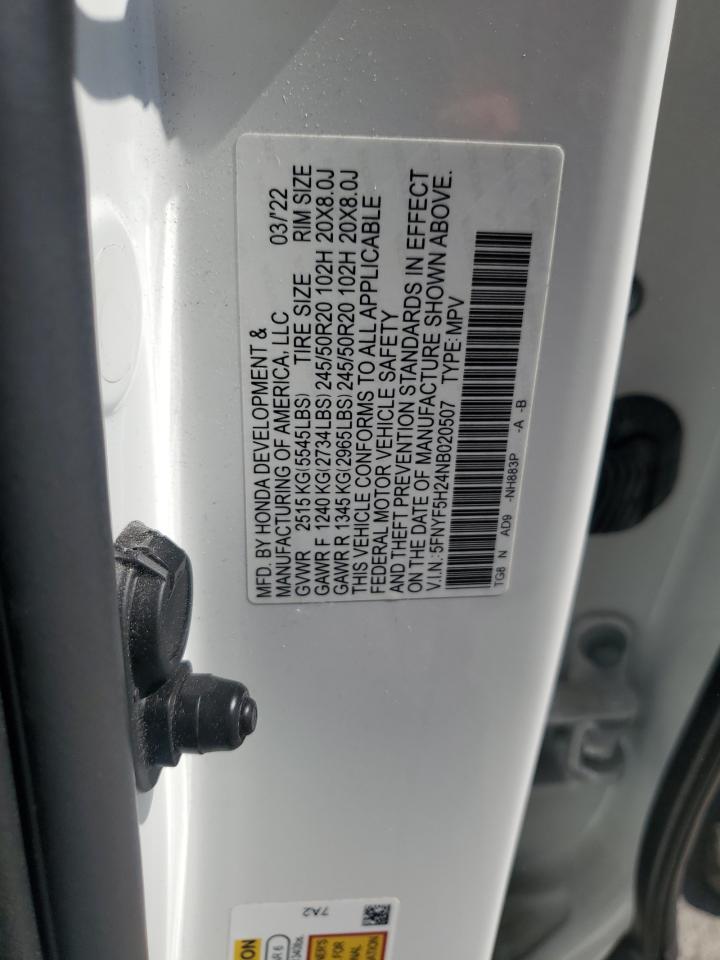 MFD. BY HONDA DEVELOPMENT &
MANUFACTURING OF AMERICA, LLC 03/'22
GVWR 2515 KG(5545LBS) TIRE SIZE RIM SIZE
GAWR F 1240 KG(2734LBS) 245/50R20 102H 20X8.0J
GAWR R 1345 KG(2965LBS) 245/50R20 102H 20X8.0J
THIS VEHICLE CONFORMS TO ALL APPLICABLE
FEDERAL MOTOR VEHICLE SAFETY
AND THEFT PREVENTION STANDARDS IN EFFECT
ON THE DATE OF MANUFACTURE SHOWN ABOVE.
V.I.N.:5FNYF5H24NB020507 TYPE:MPV
TG8 N AD9 -NH883P -A -B
7A2